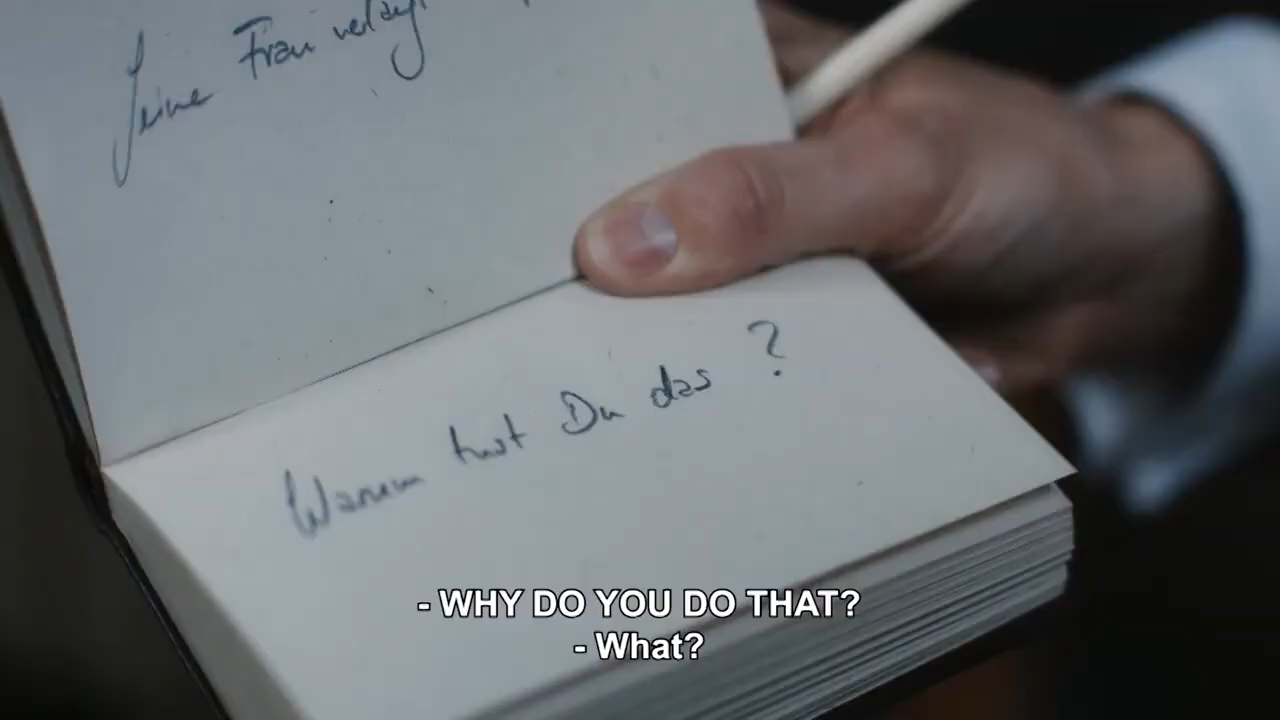 Seine Frau
Warum tust Du das ?
- WHY DO YOU DO THAT?
- What?